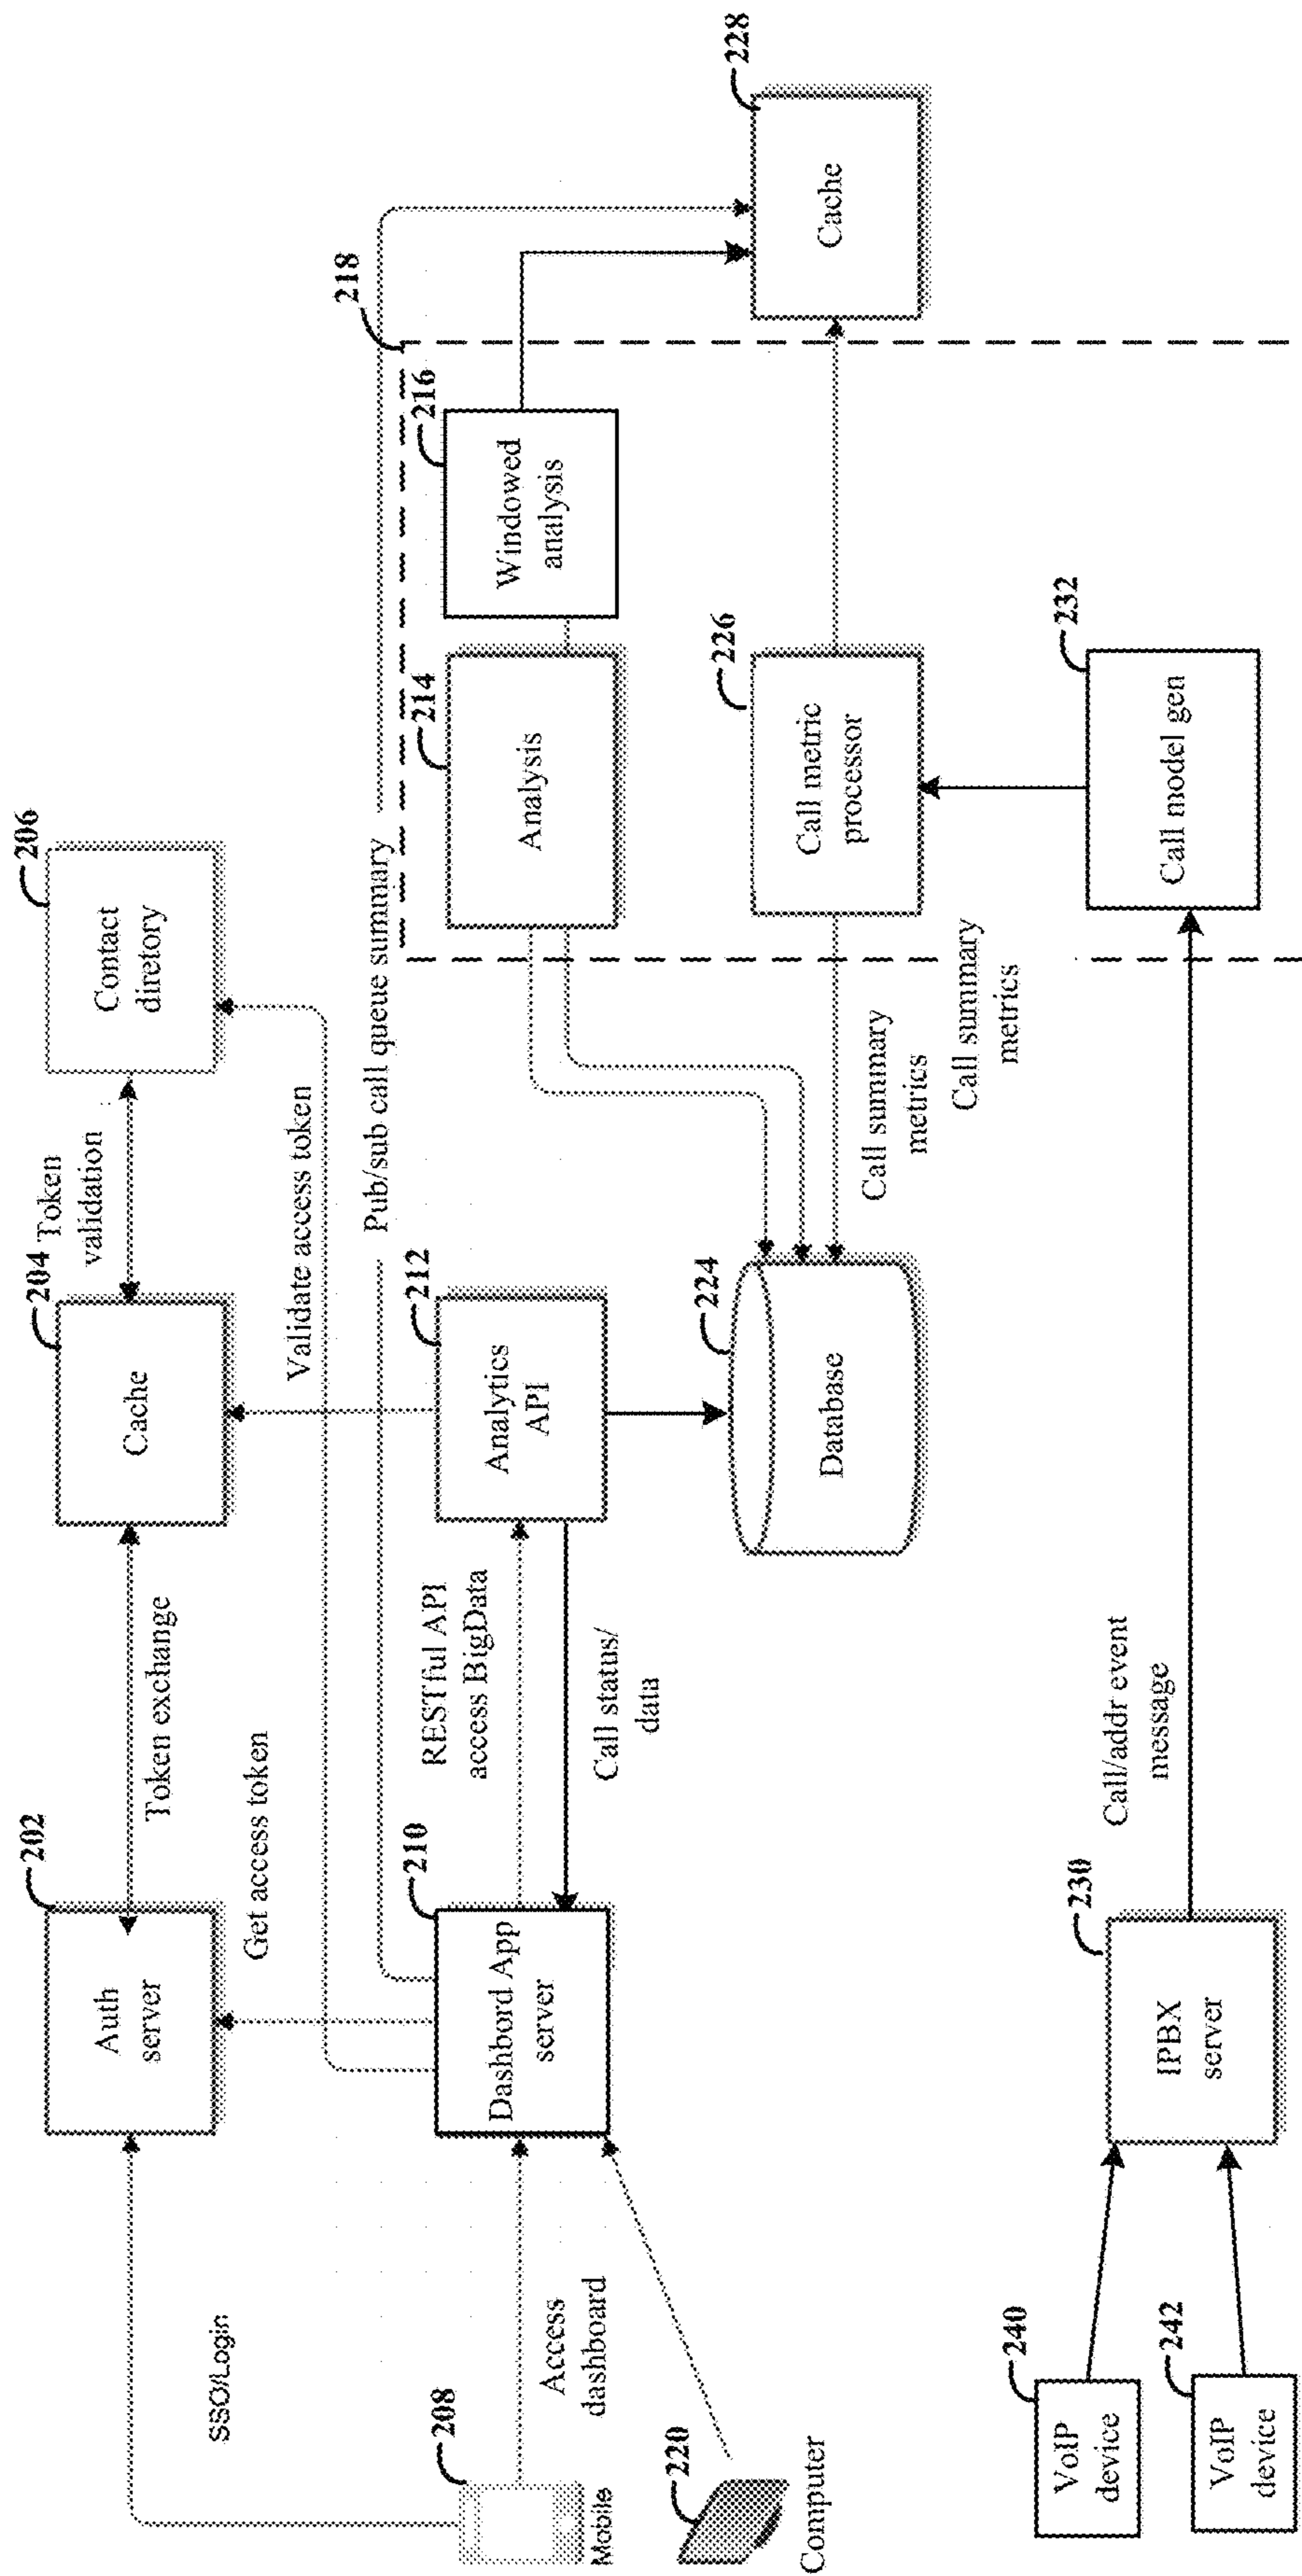 202
Auth
server
Token exchange
204
Cache
Token
validation
206
Contact
diretory
SSO/Login
Get access token
Validate access token
Pub/sub call queue summary
208
Mobile
Access
dashboard
210
Dashbord App
server
RESTful API
access BigData
Call status/
data
212
Analytics
API
214
Analysis
216
Windowed
analysis
218
220
Computer
224
Database
Call summary
metrics
Call summary
metrics
226
Call metric
processor
228
Cache
240
VoIP
device
242
VoIP
device
230
IPBX
server
Call/addr event
message
232
Call model gen